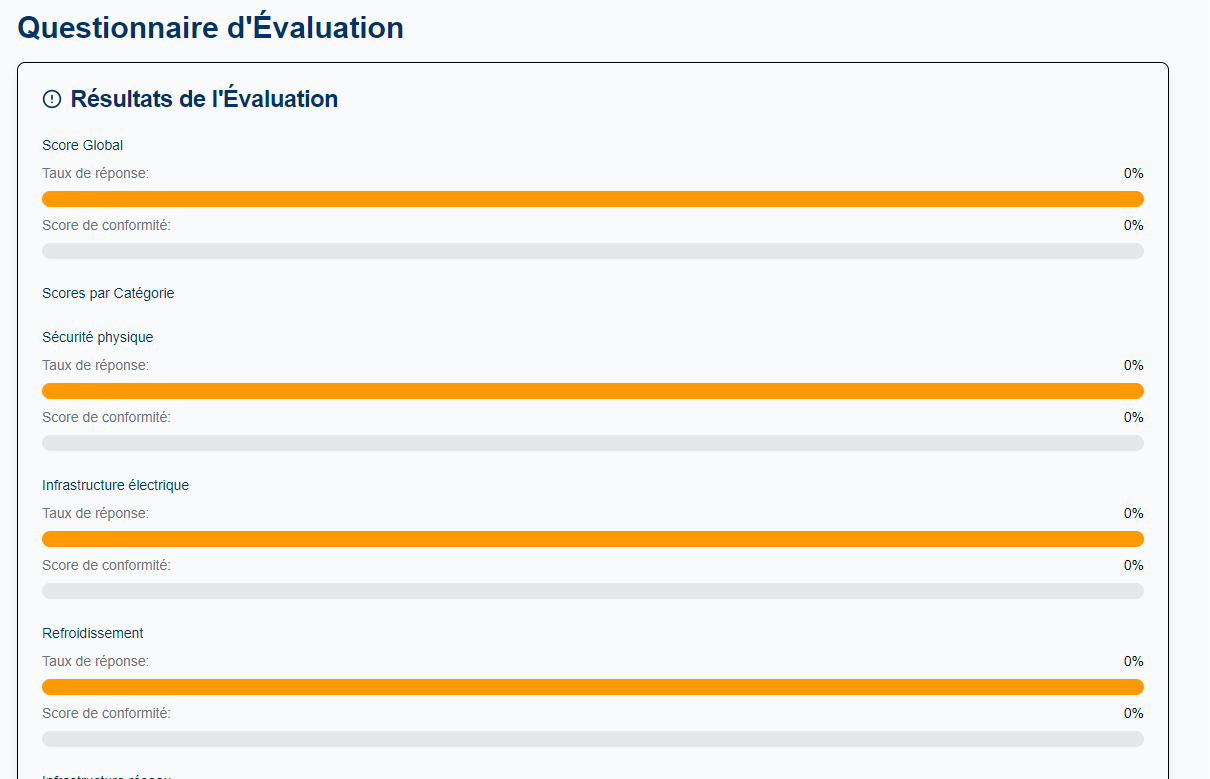 Questionnaire d'Évaluation
Résultats de l'Évaluation
Score Global
Taux de réponse: 0%
Score de conformité: 0%
Scores par Catégorie
Sécurité physique
Taux de réponse: 0%
Score de conformité: 0%
Infrastructure électrique
Taux de réponse: 0%
Score de conformité: 0%
Refroidissement
Taux de réponse: 0%
Score de conformité: 0%